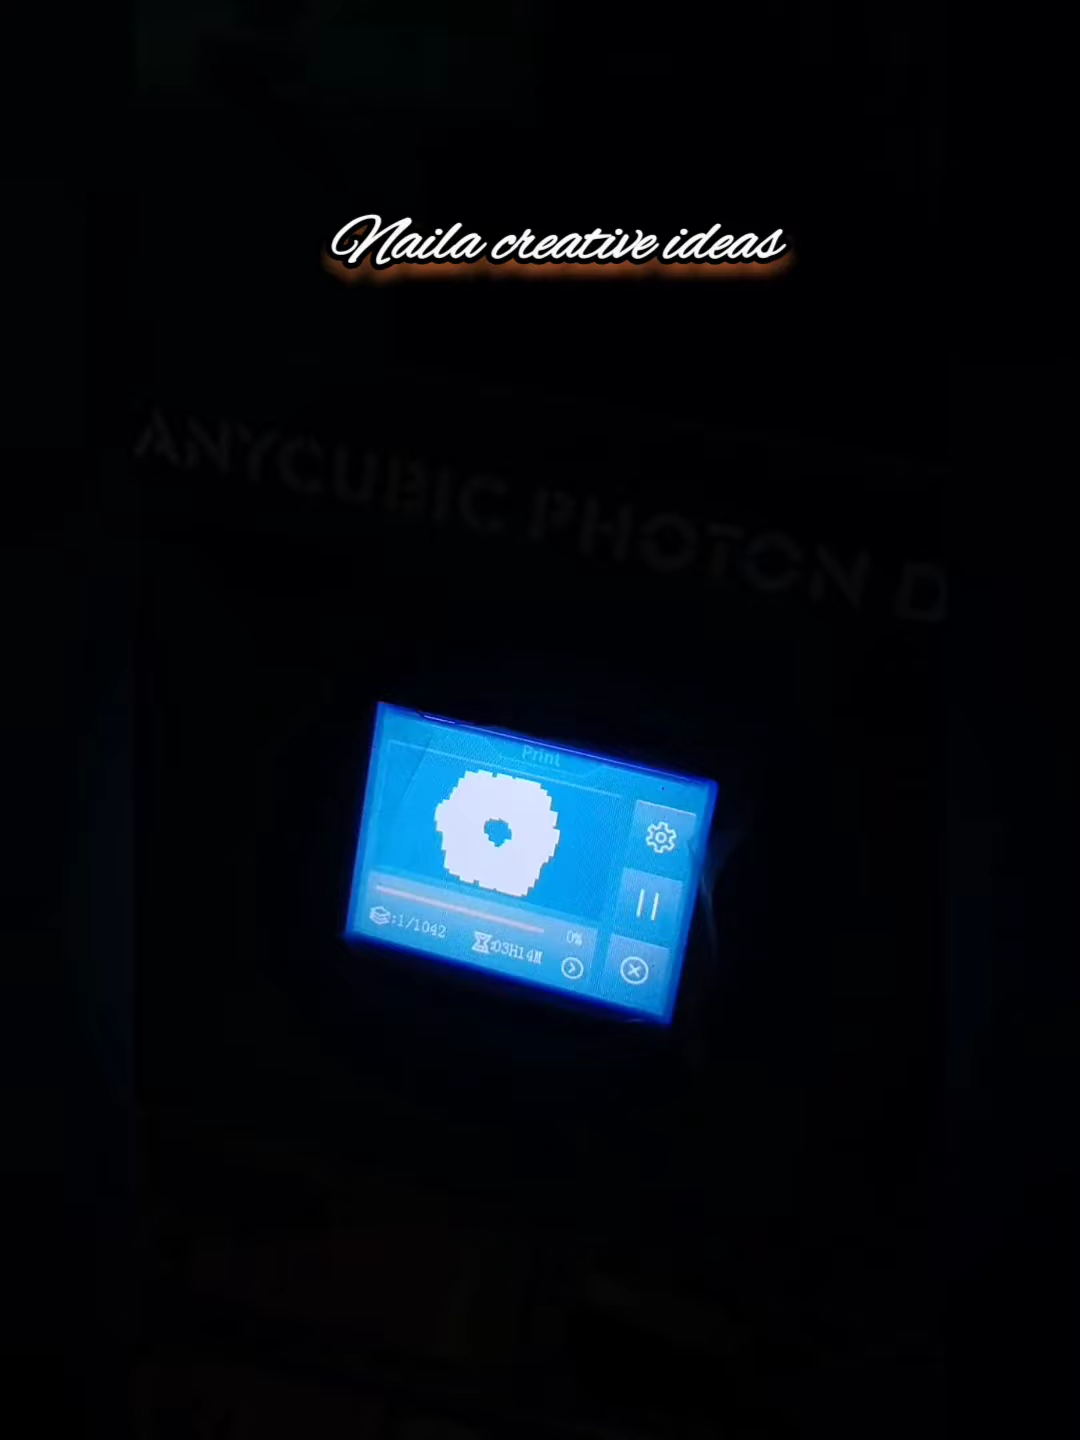 Naila creative ideas
ANYCUBIC PHOTON D
Print
0%
:1/1042
:03H14M